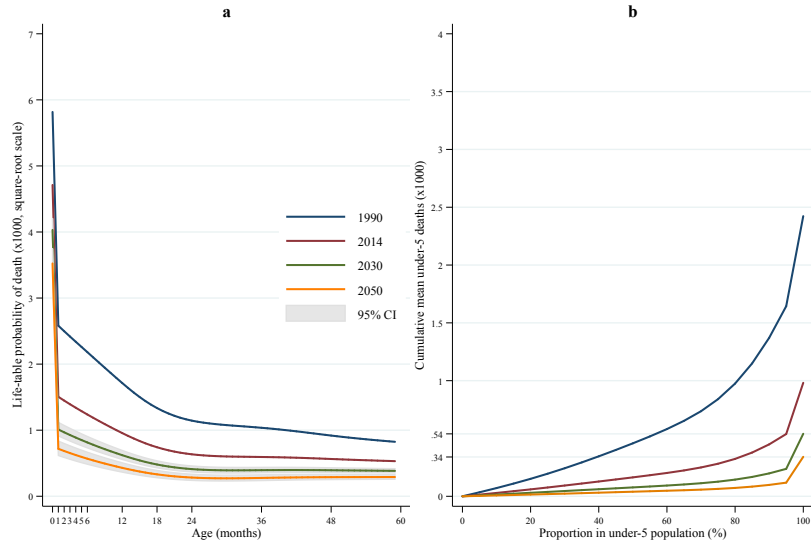 a
b
Life-table probability of death (x1000, square-root scale)
7
6
5
4
3
2
1
0
0 1 2 3 4 5 6 12 18 24 36 48 60
Age (months)
1990
2014
2030
2050
95% CI
Cumulative mean under-5 deaths (x1000)
4
3.5
3
2.5
2
1.5
1
.54
.34
0
0 20 40 60 80 100
Proportion in under-5 population (%)